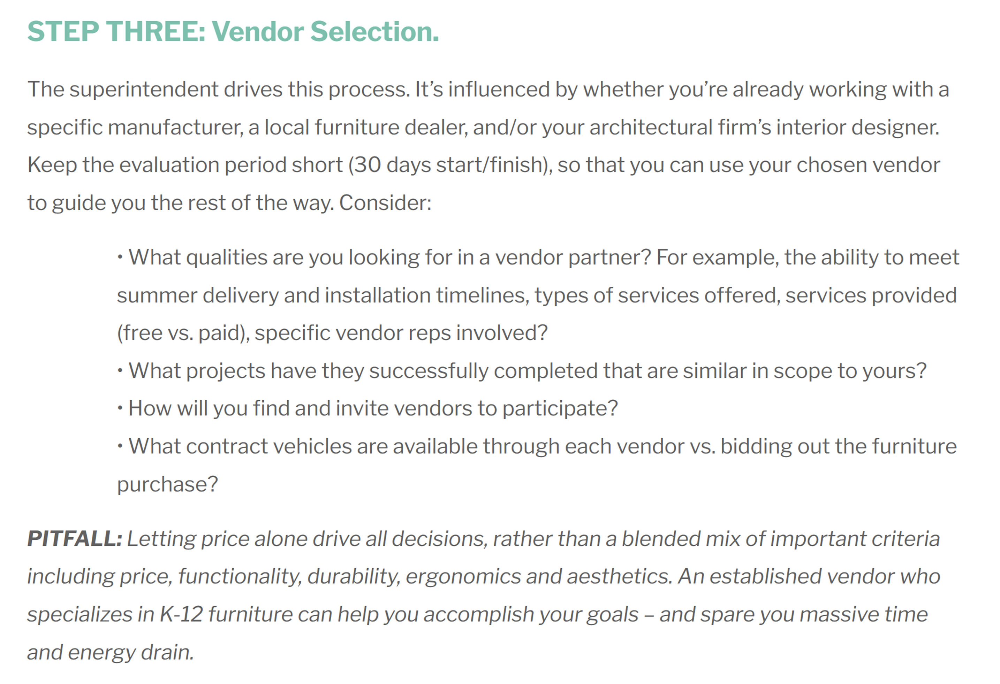 STEP THREE: Vendor Selection.
The superintendent drives this process. It’s influenced by whether you’re already working with a
specific manufacturer, a local furniture dealer, and/or your architectural firm’s interior designer.
Keep the evaluation period short (30 days start/finish), so that you can use your chosen vendor
to guide you the rest of the way. Consider:
• What qualities are you looking for in a vendor partner? For example, the ability to meet
summer delivery and installation timelines, types of services offered, services provided
(free vs. paid), specific vendor reps involved?
• What projects have they successfully completed that are similar in scope to yours?
• How will you find and invite vendors to participate?
• What contract vehicles are available through each vendor vs. bidding out the furniture
purchase?
PITFALL: Letting price alone drive all decisions, rather than a blended mix of important criteria
including price, functionality, durability, ergonomics and aesthetics. An established vendor who
specializes in K-12 furniture can help you accomplish your goals – and spare you massive time
and energy drain.